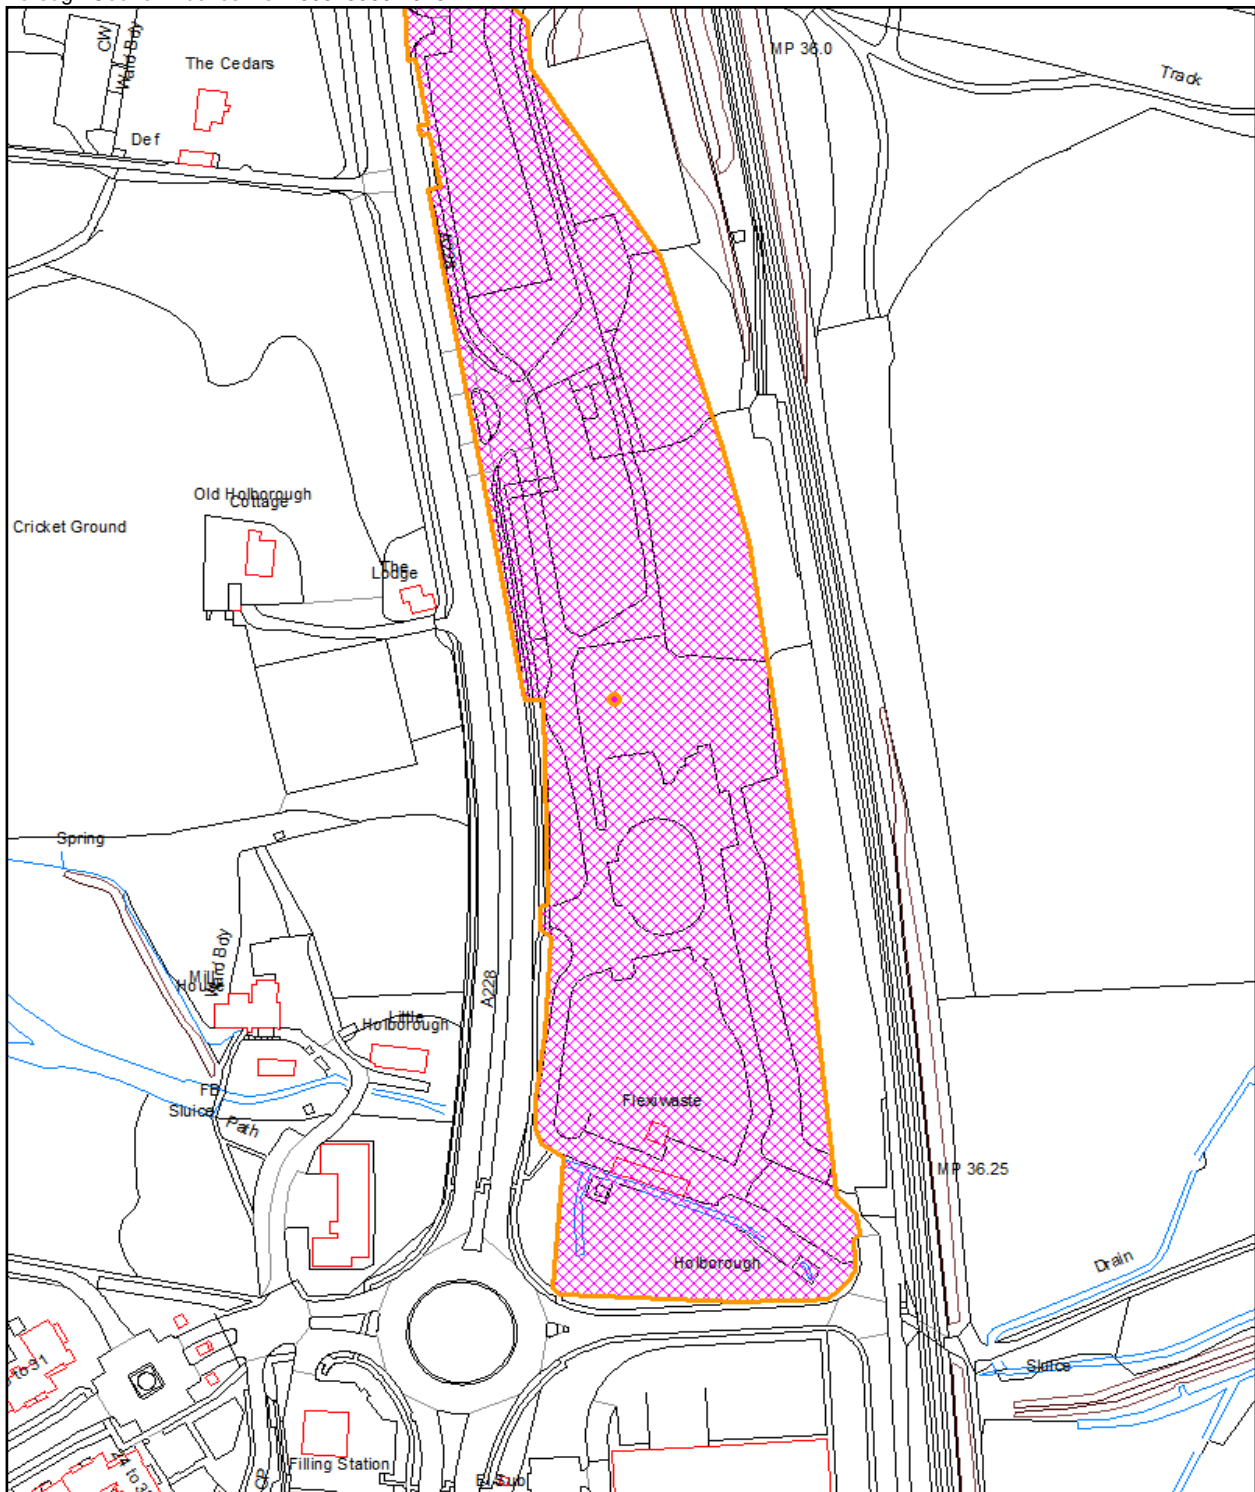 CW
Ward Bdy
The Cedars
MP 36.0
Track
Def
Old Holborough
Cottage
Cricket Ground
The
Lodge
Spring
Ward Bdy
Mill
House
A228
Little
Holborough
FB
Sluice
Path
Flexiwaste
MP 36.25
Holborough
Drain
Sluice
Filling Station
El Sub
CP